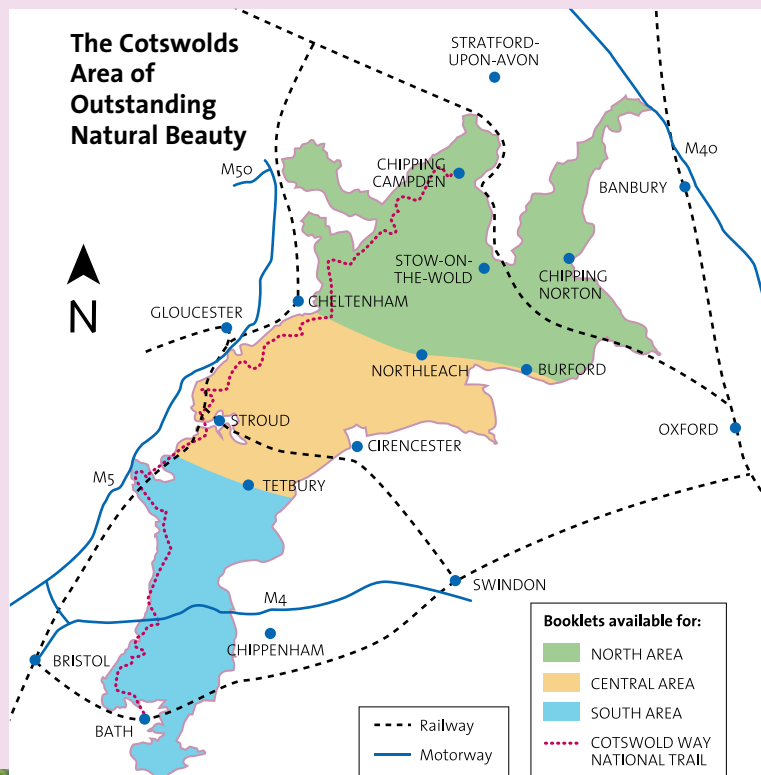 The Cotswolds
Area of
Outstanding
Natural Beauty
STRATFORD-
UPON-AVON
M50
CHIPPING
CAMPDEN
M40
BANBURY
STOW-ON-
THE-WOLD
CHIPPING
NORTON
N
GLOUCESTER
CHELTENHAM
NORTHLEACH
BURFORD
STROUD
CIRENCESTER
OXFORD
M5
TETBURY
SWINDON
M4
CHIPPENHAM
BRISTOL
BATH
Railway
Motorway
Booklets available for:
NORTH AREA
CENTRAL AREA
SOUTH AREA
COTSWOLD WAY
NATIONAL TRAIL